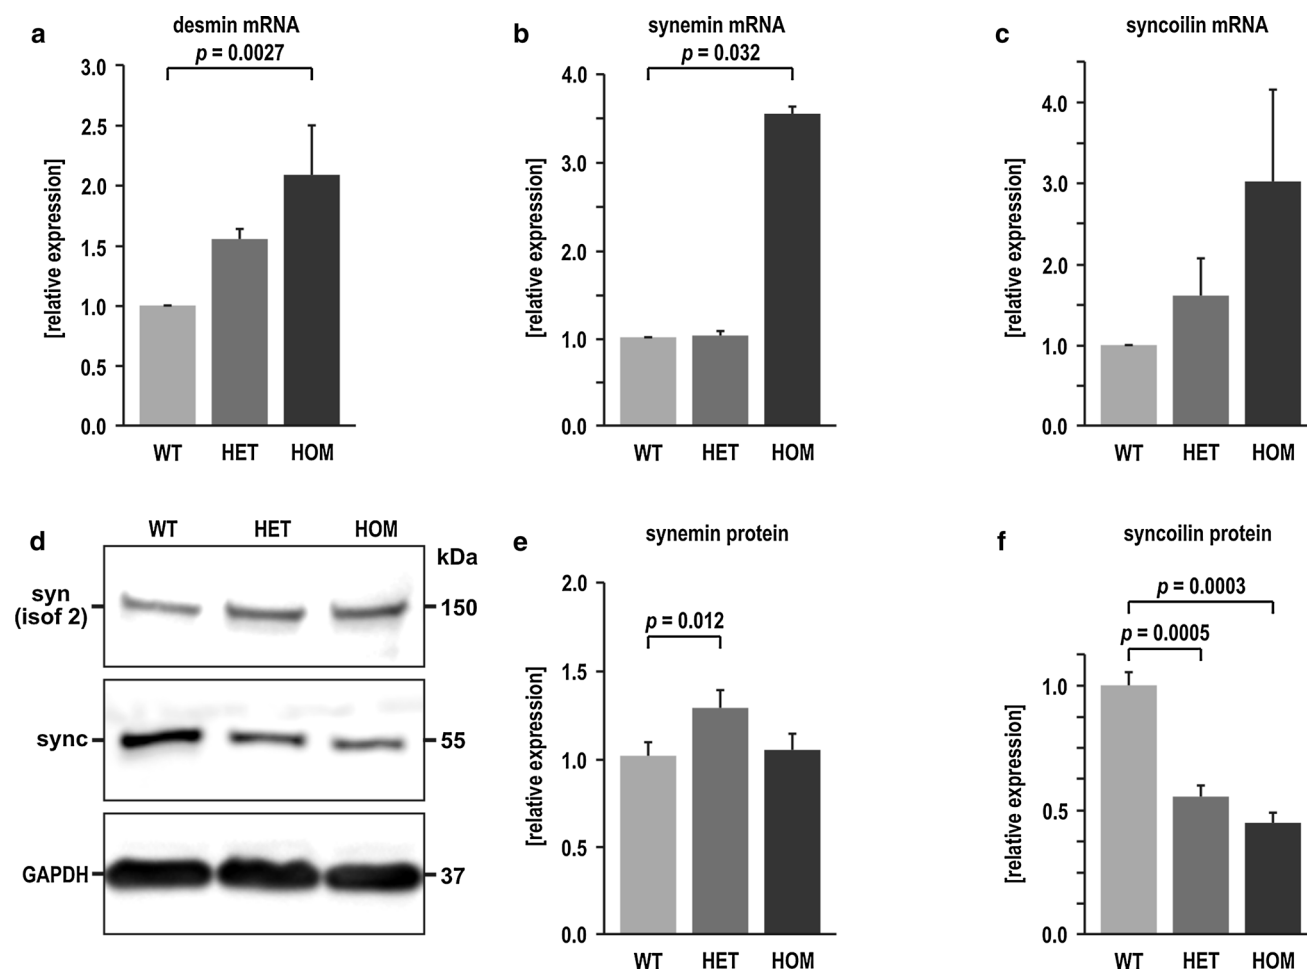 a
desmin mRNA
p = 0.0027
[relative expression]
3.0
2.5
2.0
1.5
1.0
0.5
0.0
WT HET HOM
b
synemin mRNA
p = 0.032
[relative expression]
4.0
3.0
2.0
1.0
0.0
WT HET HOM
c
syncoilin mRNA
[relative expression]
4.0
3.0
2.0
1.0
0.0
WT HET HOM
d
WT HET HOM
kDa
syn
(isof 2)
150
sync
55
GAPDH
37
e
synemin protein
p = 0.012
[relative expression]
2.0
1.5
1.0
0.5
0.0
WT HET HOM
f
syncoilin protein
p = 0.0003
p = 0.0005
[relative expression]
1.0
0.5
0.0
WT HET HOM